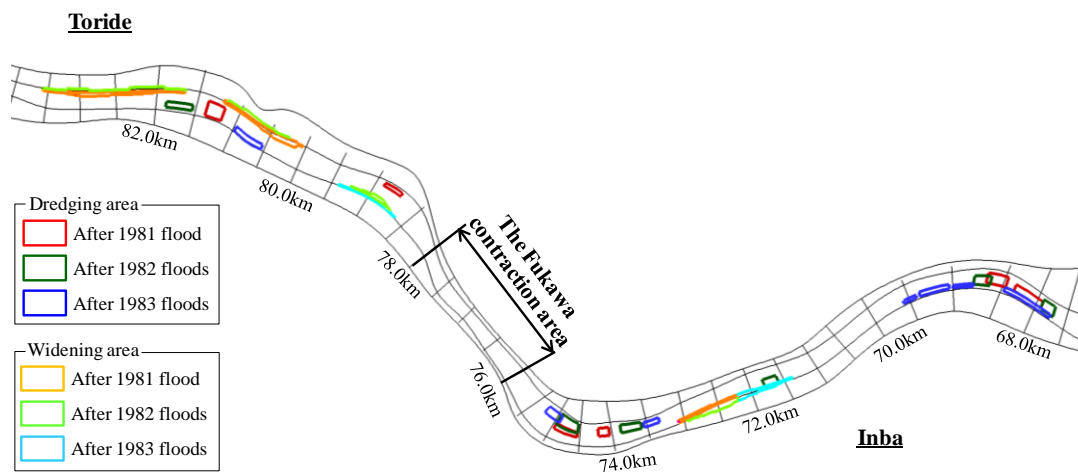 Toride
82.0km
80.0km
78.0km
76.0km
74.0km
72.0km
70.0km
68.0km
The Fukawa
contraction area
Inba
Dredging area
After 1981 flood
After 1982 floods
After 1983 floods
Widening area
After 1981 flood
After 1982 floods
After 1983 floods